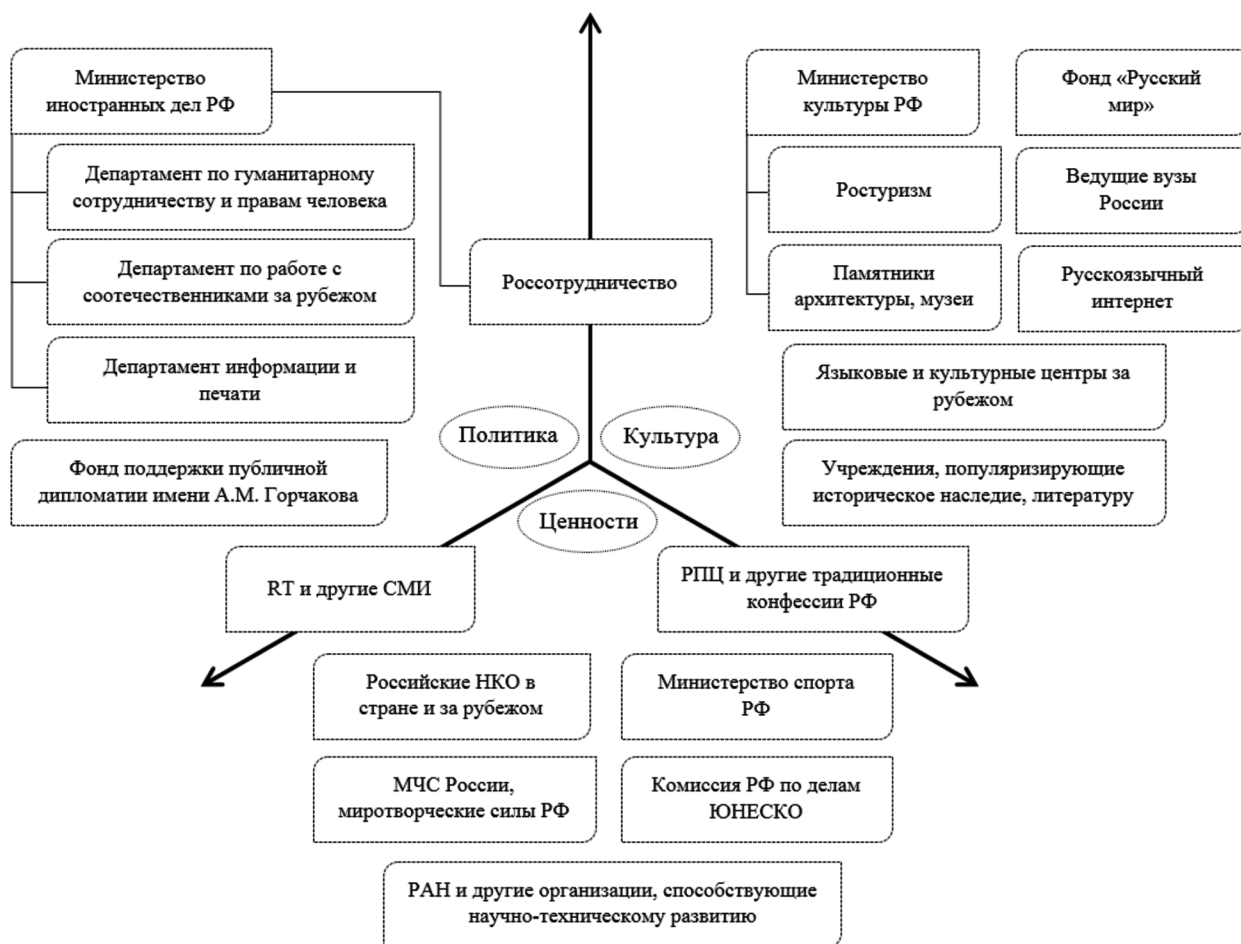 Министерство
иностранных дел РФ
Департамент по гуманитарному
сотрудничеству и правам человека
Департамент по работе с
соотечественниками за рубежом
Департамент информации и
печати
Фонд поддержки публичной
дипломатии имени А.М. Горчакова
Россотрудничество
Министерство
культуры РФ
Ростуризм
Памятники
архитектуры, музеи
Фонд «Русский
мир»
Ведущие вузы
России
Русскоязычный
интернет
Языковые и культурные центры за
рубежом
Учреждения, популяризирующие
историческое наследие, литературу
Политика
Культура
Ценности
RT и другие СМИ
РПЦ и другие традиционные
конфессии РФ
Российские НКО в
стране и за рубежом
Министерство спорта
РФ
МЧС России,
миротворческие силы РФ
Комиссия РФ по делам
ЮНЕСКО
РАН и другие организации, способствующие
научно-техническому развитию